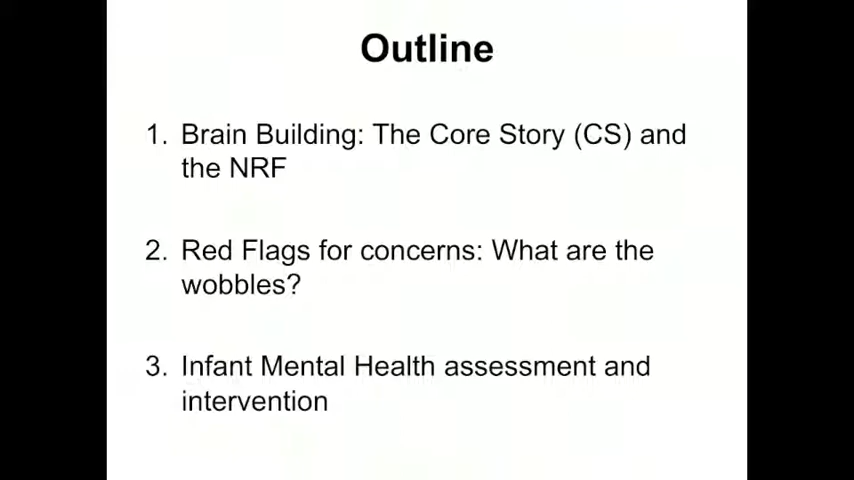 Outline
1. Brain Building: The Core Story (CS) and
the NRF
2. Red Flags for concerns: What are the
wobbles?
3. Infant Mental Health assessment and
intervention